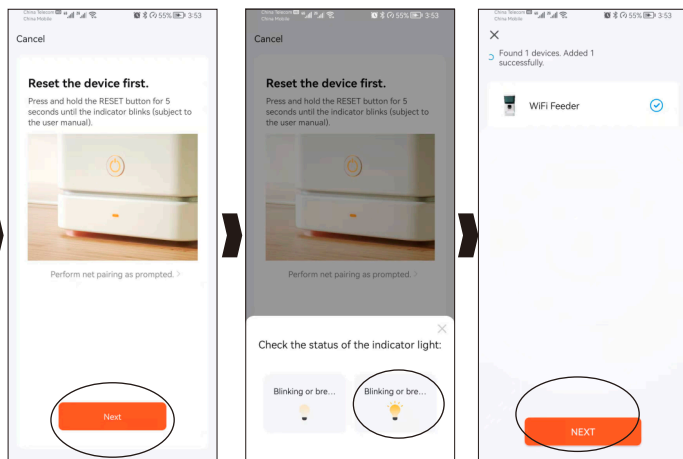 China Telecom HD
China Mobile
55% 3:53
Cancel
Reset the device first.
Press and hold the RESET button for 5
seconds until the indicator blinks (subject to
the user manual).
Perform net pairing as prompted. >
Next
China Telecom HD
China Mobile
55% 3:53
Cancel
Reset the device first.
Press and hold the RESET button for 5
seconds until the indicator blinks (subject to
the user manual).
Perform net pairing as prompted. >
Check the status of the indicator light:
Blinking or bre...
Blinking or bre...
China Telecom HD
China Mobile
55% 3:53
Found 1 devices. Added 1
successfully.
WiFi Feeder
NEXT